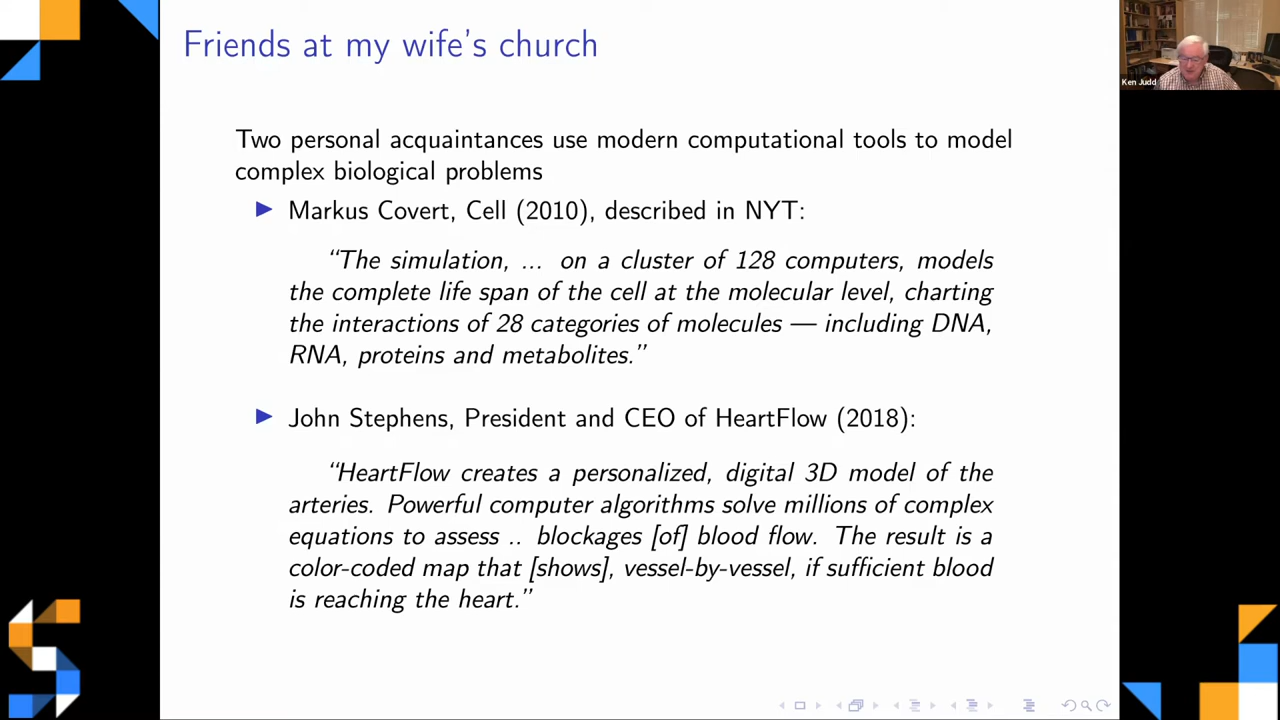 Friends at my wife's church
Ken Judd
Two personal acquaintances use modern computational tools to model
complex biological problems
Markus Covert, Cell (2010), described in NYT:
“The simulation, ... on a cluster of 128 computers, models
the complete life span of the cell at the molecular level, charting
the interactions of 28 categories of molecules — including DNA,
RNA, proteins and metabolites.”
John Stephens, President and CEO of HeartFlow (2018):
“HeartFlow creates a personalized, digital 3D model of the
arteries. Powerful computer algorithms solve millions of complex
equations to assess .. blockages [of] blood flow. The result is a
color-coded map that [shows], vessel-by-vessel, if sufficient blood
is reaching the heart.”